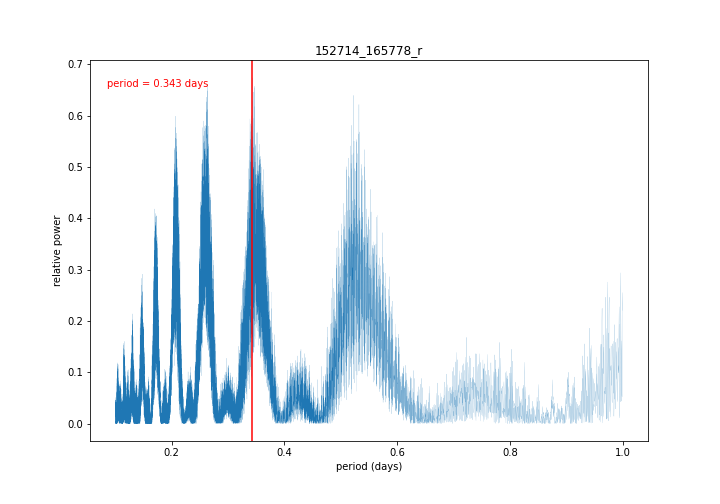 152714_165778_r
period = 0.343 days
relative power
0.7
0.6
0.5
0.4
0.3
0.2
0.1
0.0
0.2 0.4 0.6 0.8 1.0
period (days)